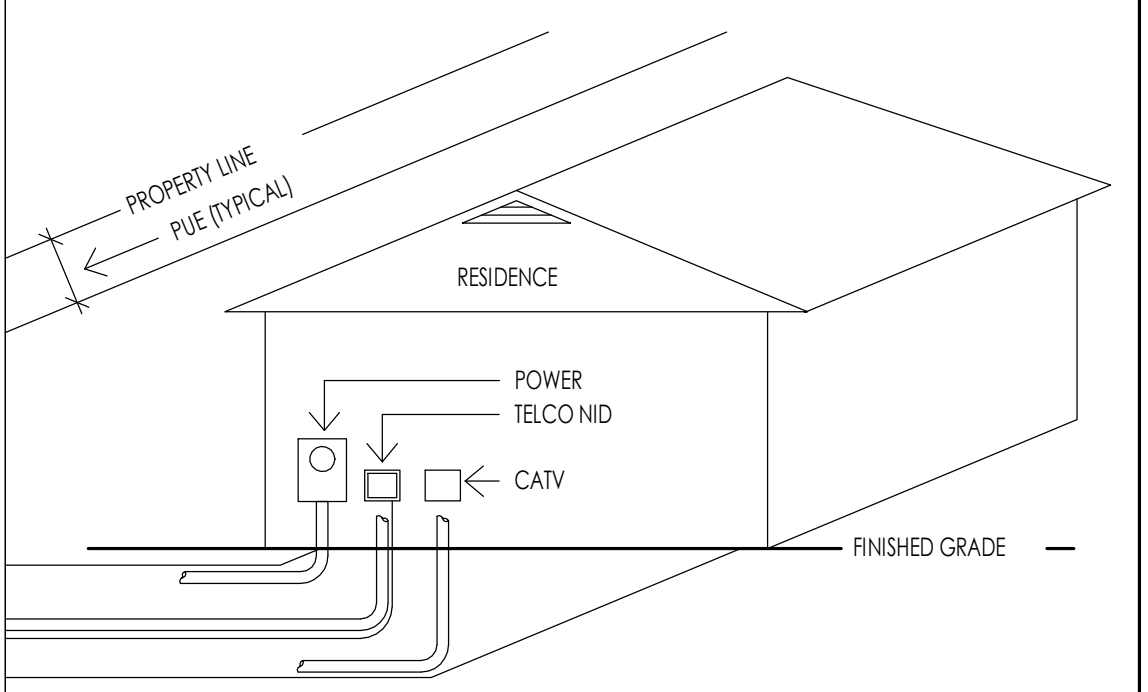 PROPERTY LINE
PUE (TYPICAL)
RESIDENCE
POWER
TELCO NID
CATV
FINISHED GRADE